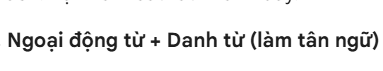 Ngoại động từ + Danh từ (làm tân ngữ)